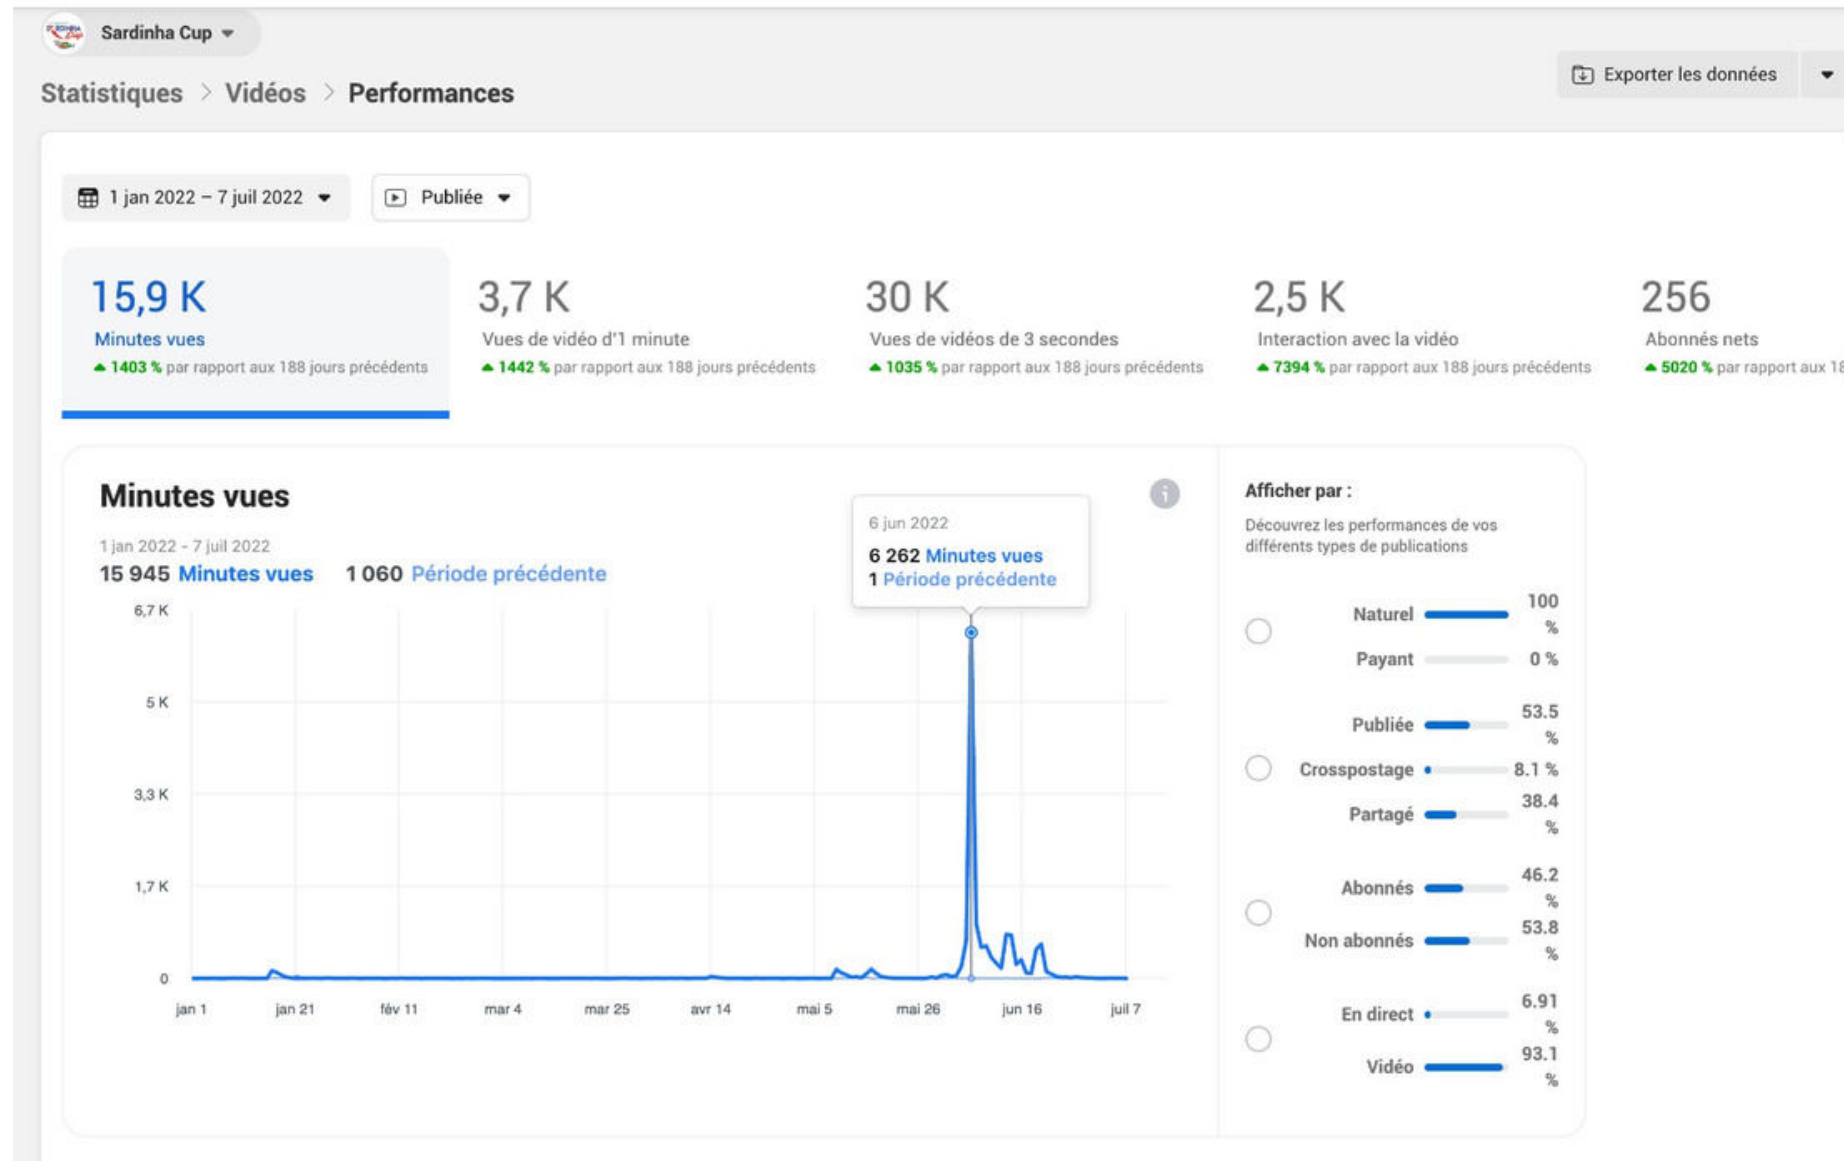 Sardinha Cup
Statistiques > Vidéos > Performances
Exporter les données
1 jan 2022 – 7 juil 2022
Publiée
15,9 K
Minutes vues
1403 % par rapport aux 188 jours précédents
3,7 K
Vues de vidéo d'1 minute
1442 % par rapport aux 188 jours précédents
30 K
Vues de vidéos de 3 secondes
1035 % par rapport aux 188 jours précédents
2,5 K
Interaction avec la vidéo
7394 % par rapport aux 188 jours précédents
256
Abonnés nets
5020 % par rapport aux 18
Minutes vues
1 jan 2022 - 7 juil 2022
15 945 Minutes vues 1 060 Période précédente
6 jun 2022
6 262 Minutes vues
1 Période précédente
6,7 K
5 K
3,3 K
1,7 K
0
jan 1 jan 21 fév 11 mar 4 mar 25 avr 14 mai 5 mai 26 jun 16 juil 7
Afficher par :
Découvrez les performances de vos
différents types de publications
Naturel 100 %
Payant 0 %
Publiée 53.5 %
Crosspostage 8.1 %
Partagé 38.4 %
Abonnés 46.2 %
Non abonnés 53.8 %
En direct 6.91 %
Vidéo 93.1 %